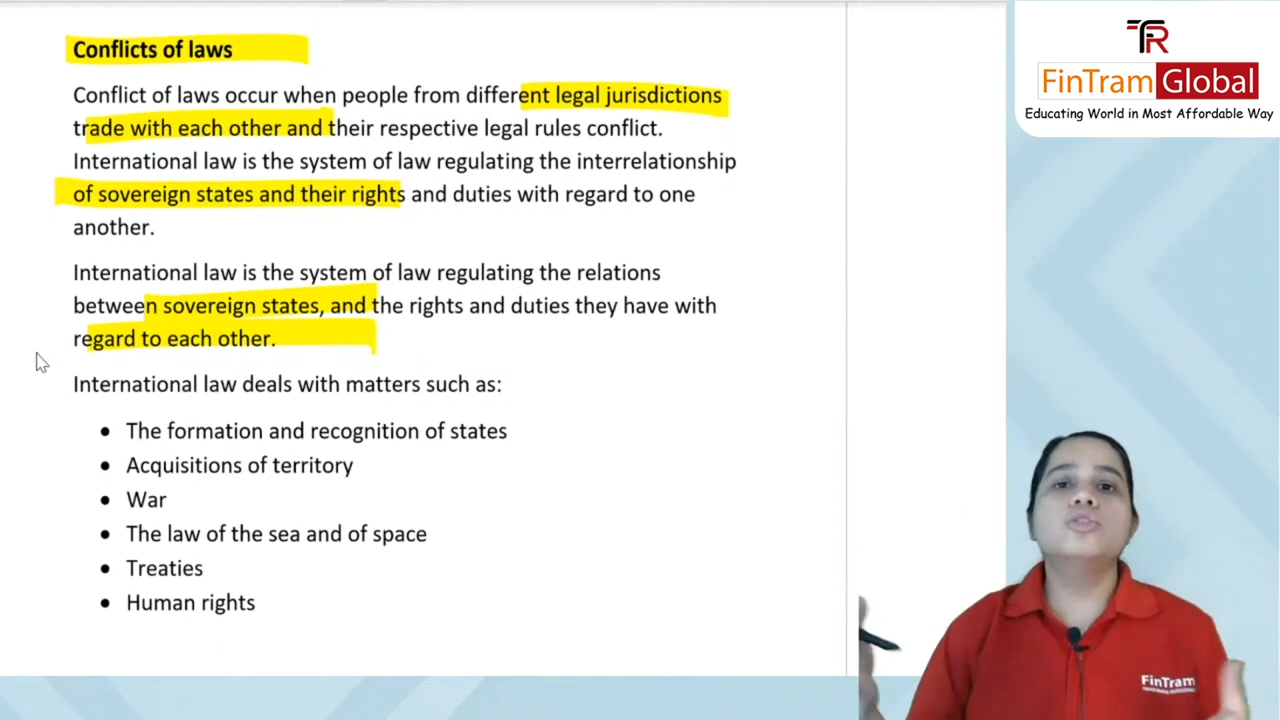 Conflicts of laws
Conflict of laws occur when people from different legal jurisdictions
trade with each other and their respective legal rules conflict.
International law is the system of law regulating the interrelationship
of sovereign states and their rights and duties with regard to one
another.
International law is the system of law regulating the relations
between sovereign states, and the rights and duties they have with
regard to each other.
International law deals with matters such as:
• The formation and recognition of states
• Acquisitions of territory
• War
• The law of the sea and of space
• Treaties
• Human rights
FinTram Global
Educating World in Most Affordable Way
FinTram